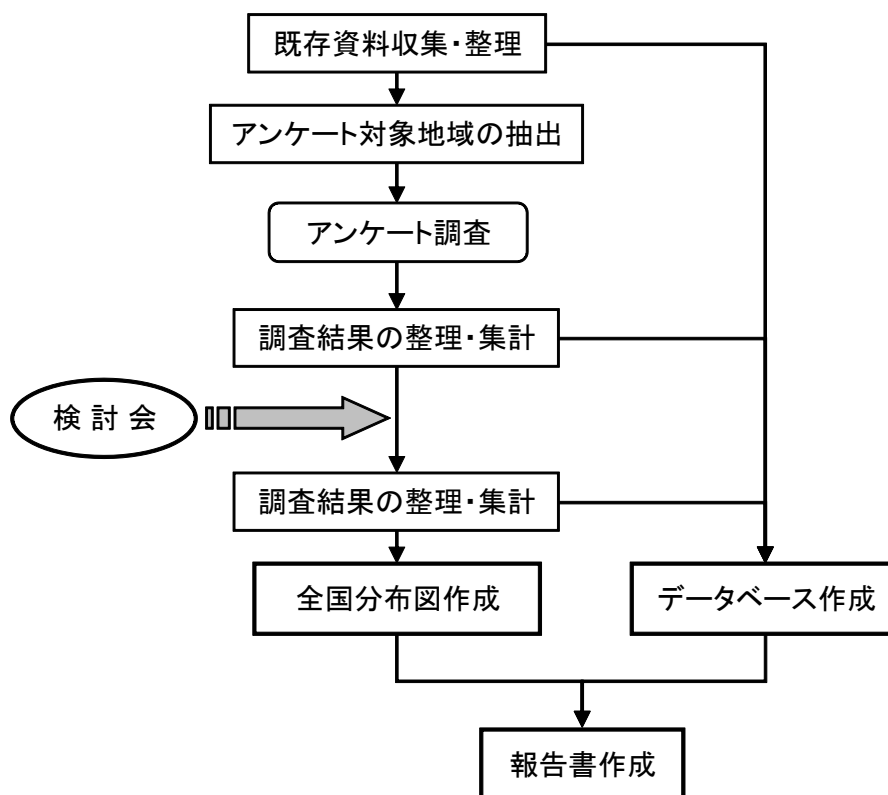 既存資料収集・整理
アンケート対象地域の抽出
アンケート調査
調査結果の整理・集計
検討会
調査結果の整理・集計
全国分布図作成
データベース作成
報告書作成